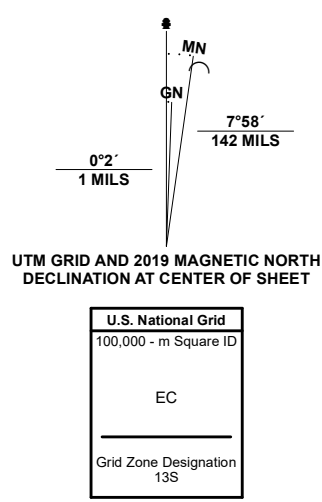 MN
GN
7°58´
142 MILS
0°2´
1 MILS
UTM GRID AND 2019 MAGNETIC NORTH
DECLINATION AT CENTER OF SHEET
U.S. National Grid
100,000 - m Square ID
EC
Grid Zone Designation
13S